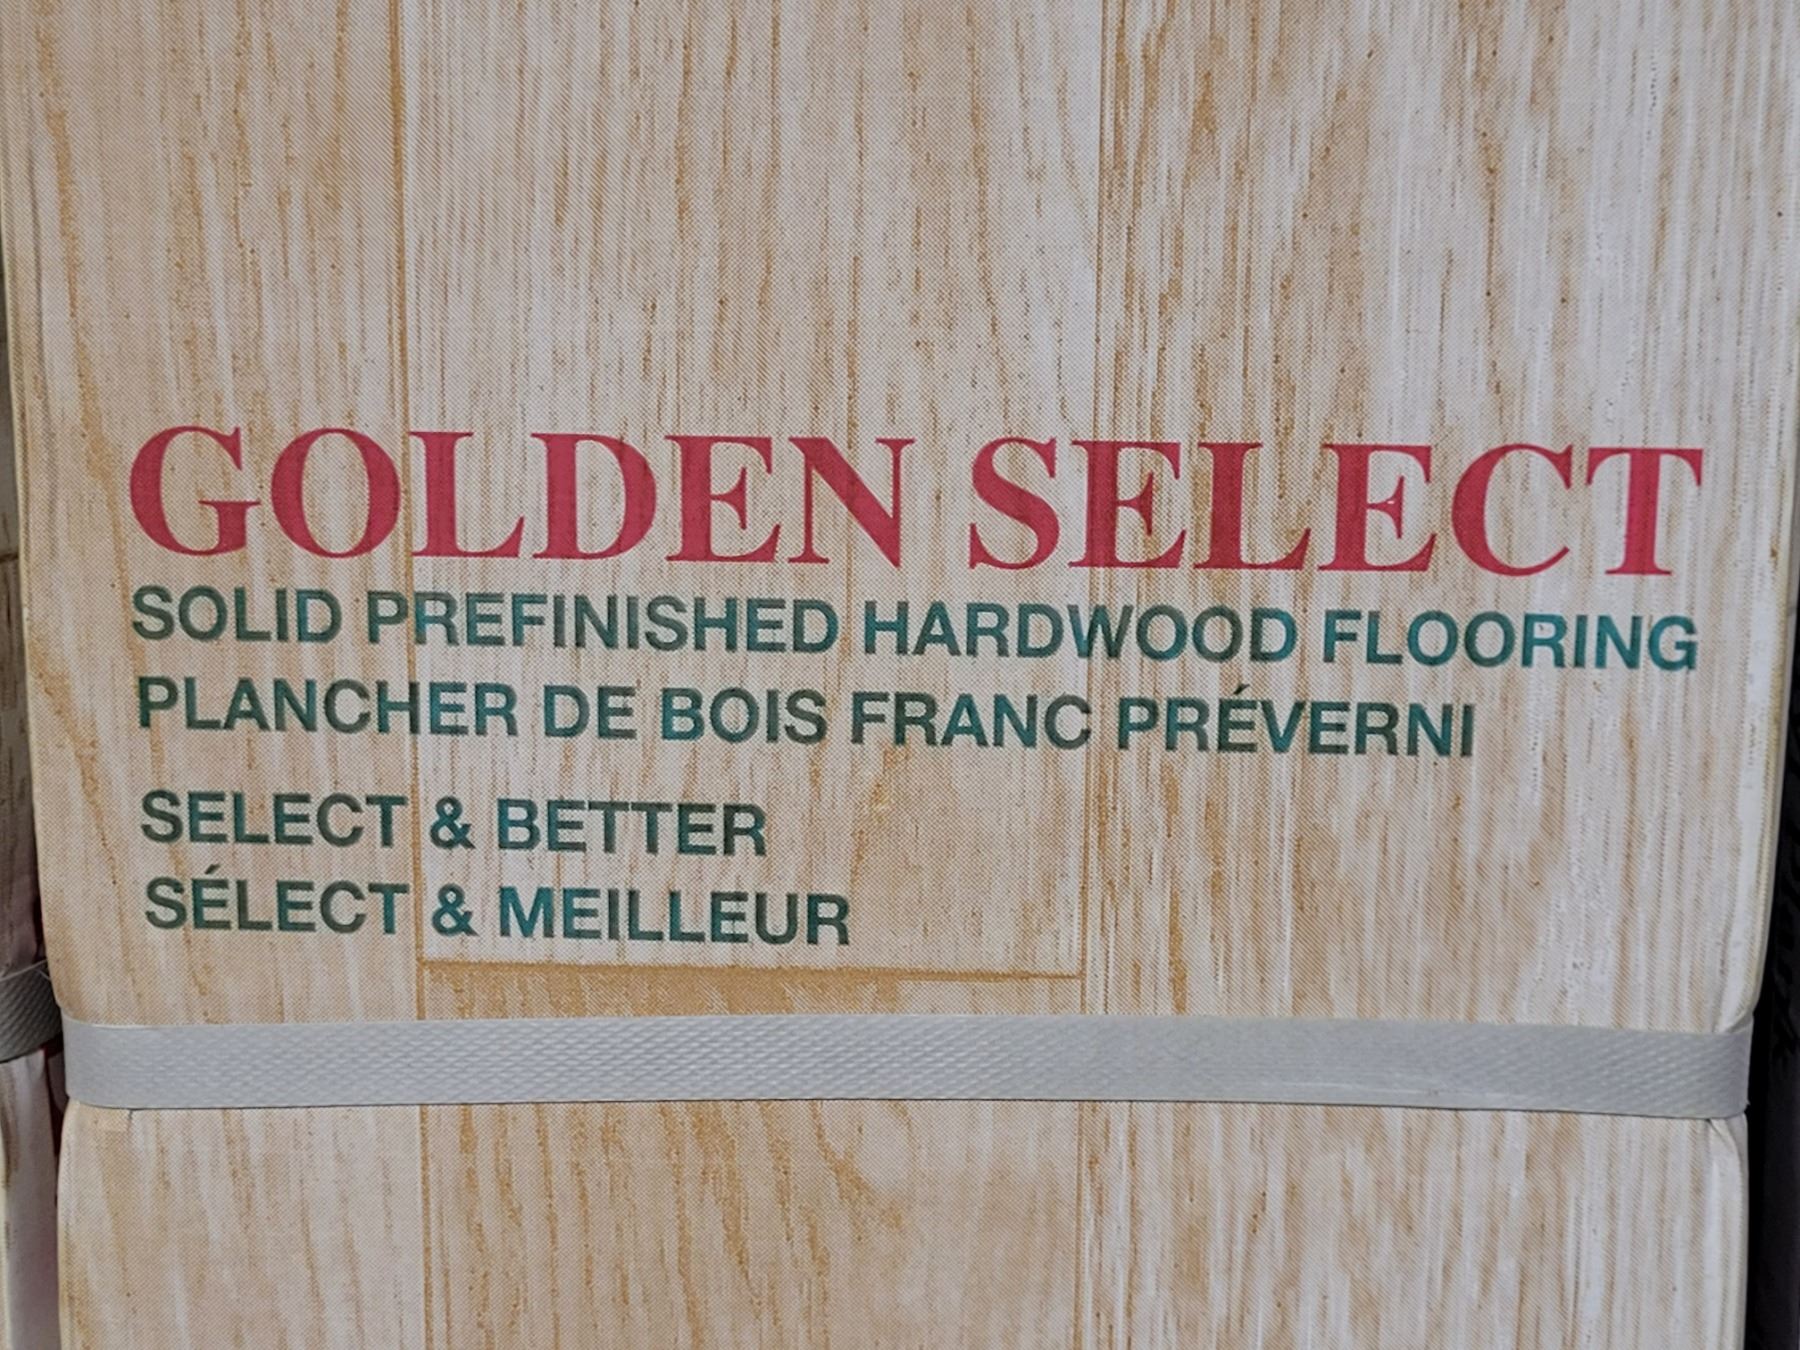 GOLDEN SELECT
SOLID PREFINISHED HARDWOOD FLOORING
PLANCHER DE BOIS FRANC PRÉVERNI
SELECT & BETTER
SÉLECT & MEILLEUR